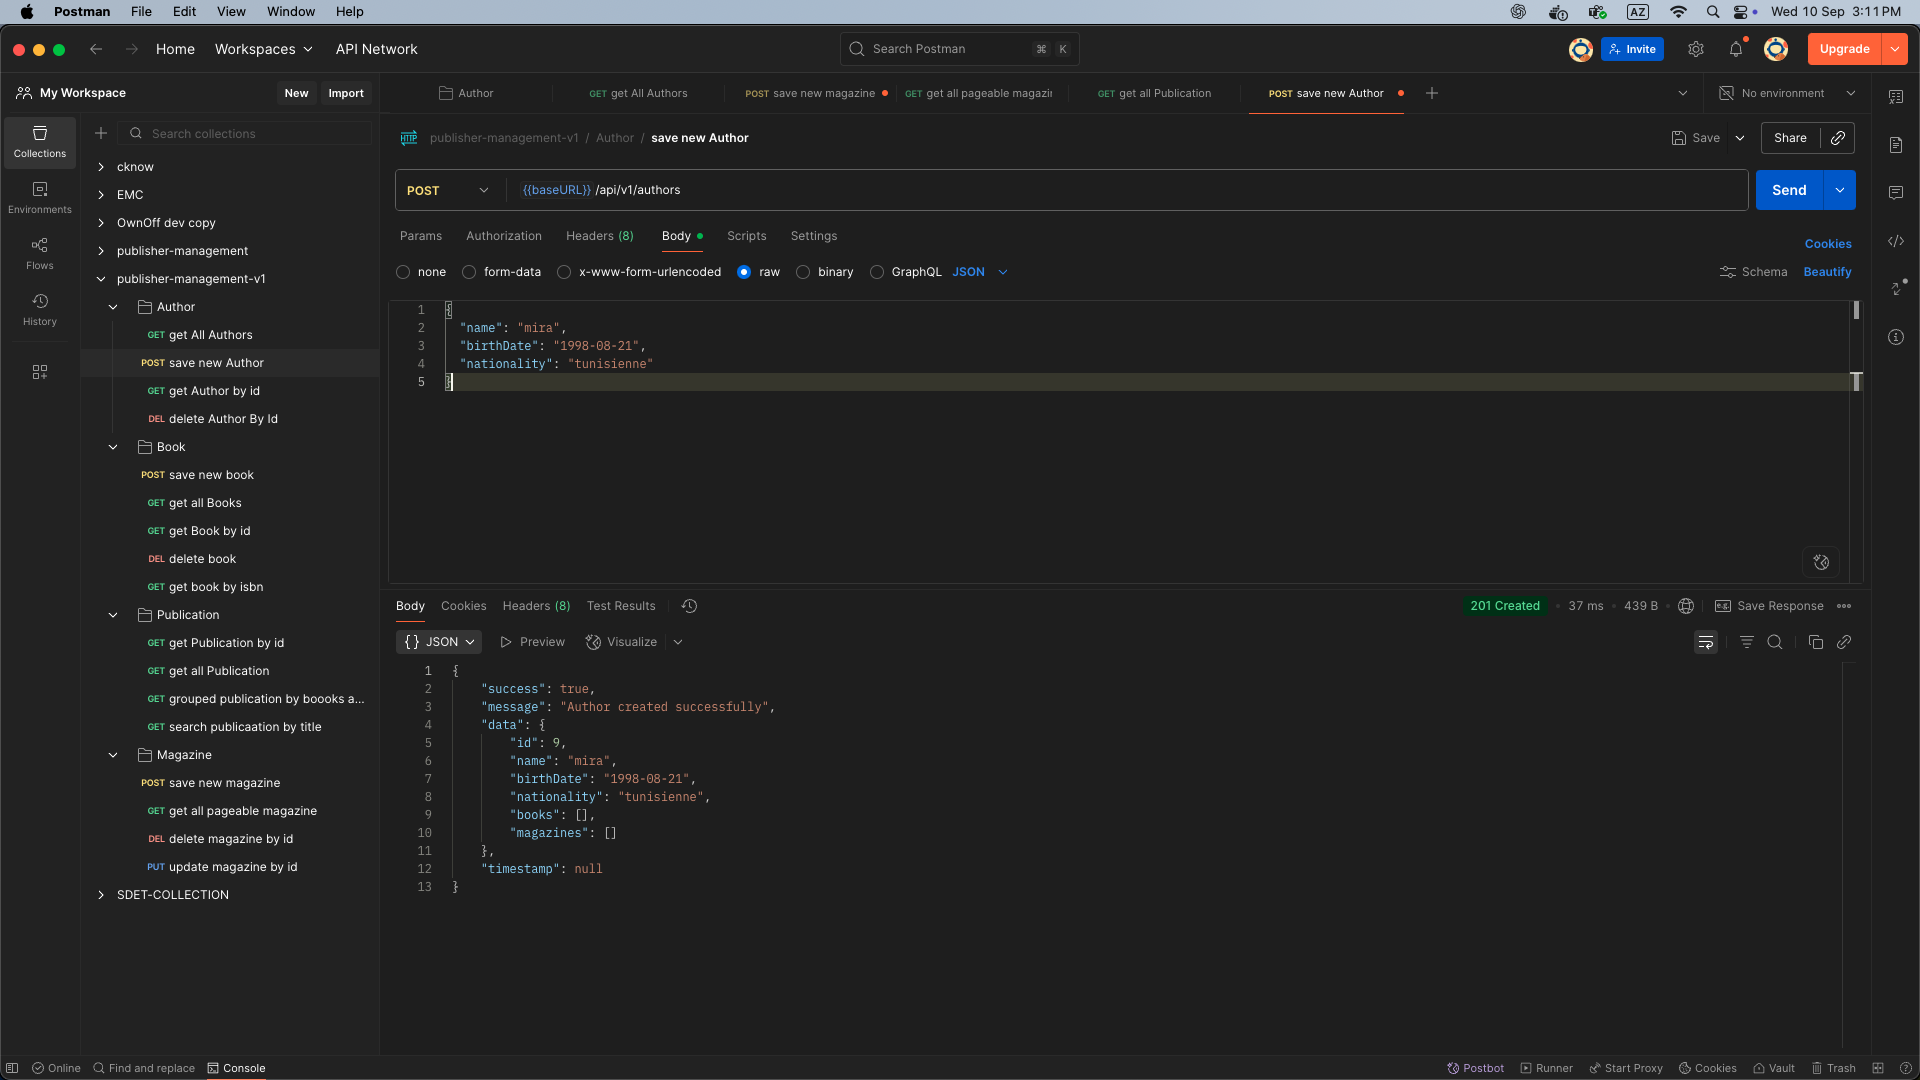 Postman File Edit View Window Help
AZ Wed 10 Sep 3:11 PM
Home Workspaces API Network
Search Postman ⌘ K
Invite Upgrade
My Workspace New Import
Author
GET get All Authors
POST save new magazine
GET get all pageable magazin
GET get all Publication
POST save new Author
No environment
Collections
Environments
Flows
History
Search collections
cknow
EMC
OwnOff dev copy
publisher-management
publisher-management-v1
Author
GET get All Authors
POST save new Author
GET get Author by id
DEL delete Author By Id
Book
POST save new book
GET get all Books
GET get Book by id
DEL delete book
GET get book by isbn
Publication
GET get Publication by id
GET get all Publication
GET grouped publication by boooks a...
GET search publicaation by title
Magazine
POST save new magazine
GET get all pageable magazine
DEL delete magazine by id
PUT update magazine by id
SDET-COLLECTION
HTTP publisher-management-v1 / Author / save new Author
Save Share
POST {{baseURL}} /api/v1/authors
Send
Params Authorization Headers (8) Body Scripts Settings
Cookies
none form-data x-www-form-urlencoded raw binary GraphQL JSON
Schema Beautify
1 {
2 "name": "mira",
3 "birthDate": "1998-08-21",
4 "nationality": "tunisienne"
5 }
Body Cookies Headers (8) Test Results
201 Created • 37 ms • 439 B
Save Response
{} JSON Preview Visualize
1 {
2 "success": true,
3 "message": "Author created successfully",
4 "data": {
5 "id": 9,
6 "name": "mira",
7 "birthDate": "1998-08-21",
8 "nationality": "tunisienne",
9 "books": [],
10 "magazines": []
11 },
12 "timestamp": null
13 }
Online Find and replace Console
Postbot Runner Start Proxy Cookies Vault Trash